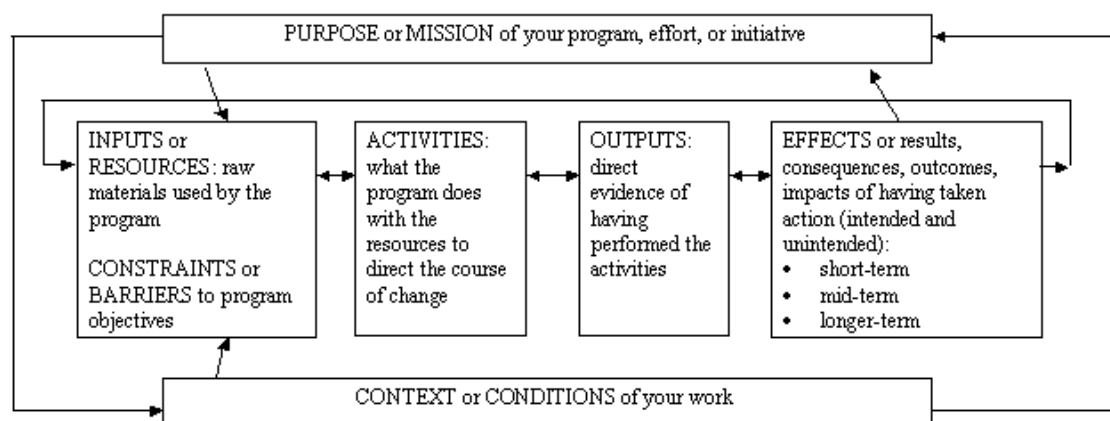 PURPOSE or MISSION of your program, effort, or initiative
INPUTS or
RESOURCES: raw
materials used by the
program
CONSTRAINTS or
BARRIERS to program
objectives
ACTIVITIES:
what the
program does
with the
resources to
direct the course
of change
OUTPUTS:
direct
evidence of
having
performed the
activities
EFFECTS or results,
consequences, outcomes,
impacts of having taken
action (intended and
unintended):
• short-term
• mid-term
• longer-term
CONTEXT or CONDITIONS of your work